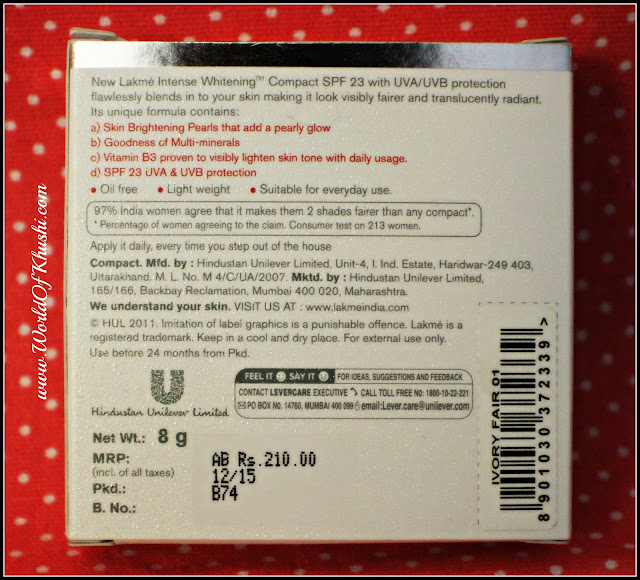 New Lakmé Intense Whitening™ Compact SPF 23 with UVA/UVB protection
flawlessly blends in to your skin making it look visibly fairer and translucently radiant.
Its unique formula contains:
a) Skin Brightening Pearls that add a pearly glow
b) Goodness of Multi-minerals
c) Vitamin B3 proven to visibly lighten skin tone with daily usage.
d) SPF 23 UVA & UVB protection
• Oil free • Light weight • Suitable for everyday use.
97% India women agree that it makes them 2 shades fairer than any compact*.
* Percentage of women agreeing to the claim. Consumer test on 213 women.
Apply it daily, every time you step out of the house
Compact. Mfd. by : Hindustan Unilever Limited, Unit-4, I. Ind. Estate, Haridwar-249 403,
Uttarakhand. M. L. No. M 4/C/UA/2007. Mktd. by : Hindustan Unilever Limited,
165/166, Backbay Reclamation, Mumbai 400 020, Maharashtra.
We understand your skin. VISIT US AT : www.lakmeindia.com
© HUL 2011. Imitation of label graphics is a punishable offence. Lakmé is a
registered trademark. Keep in a cool and dry place. For external use only.
Use before 24 months from Pkd.
FEEL IT SAY IT FOR IDEAS, SUGGESTIONS AND FEEDBACK
CONTACT LEVERCARE EXECUTIVE CALL TOLL FREE No: 1800-10-22-221
PO BOX NO. 14760, MUMBAI 400 099 email:Lever.care@unilever.com
Hindustan Unilever Limited
Net Wt.: 8 g
MRP: AB Rs.210.00
(incl. of all taxes) 12/15
Pkd.: B74
B. No.:
IVORY FAIR 01
8 901030 372339 >
www.WorldOfKhushi.com